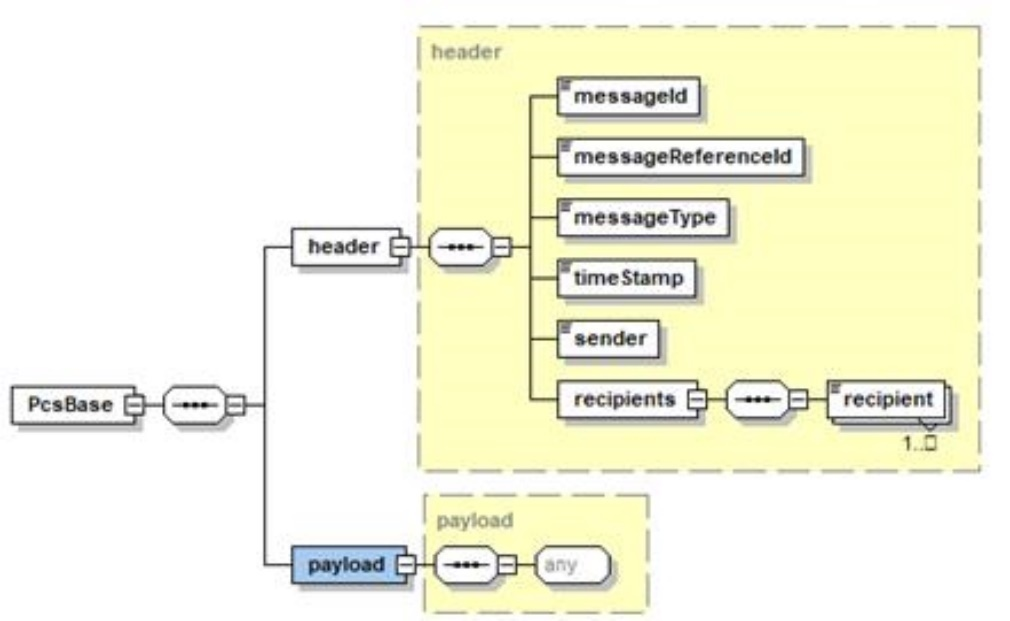 header
messageId
messageReferenceId
messageType
header
timeStamp
sender
PcsBase
recipients
recipient
1..□
payload
payload
any